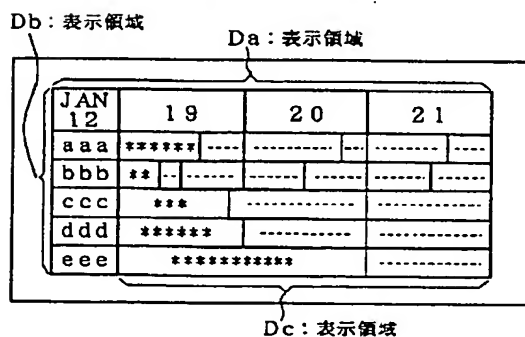 Db：表示領域
Da：表示領域
JAN 12 19 20 21
aaa ****** ----- ----------- --- ---------- -----
bbb ** -- ------- -------- --------- -------
ccc *** -------------- -------------
ddd ****** ------------ -------------
eee *********** -------------
Dc：表示領域